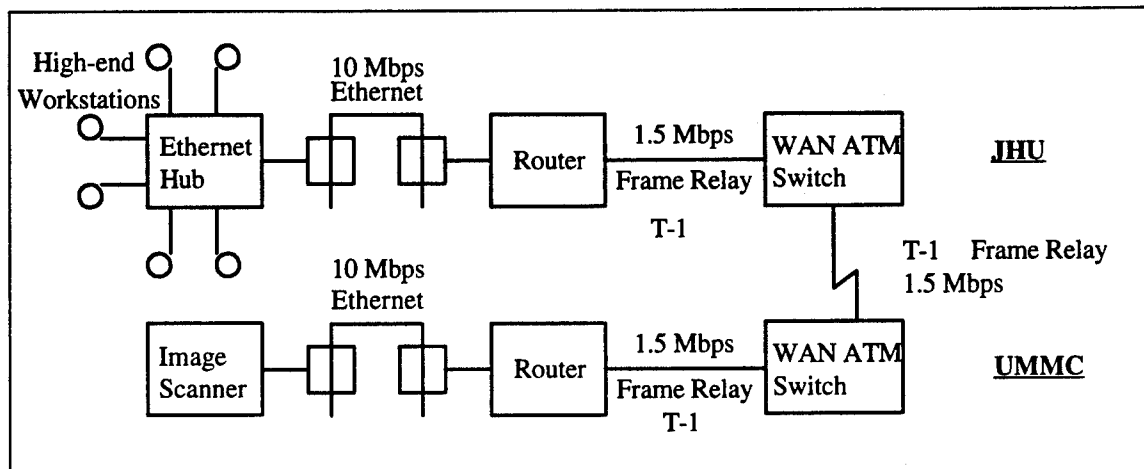 High-end
Workstations
10 Mbps
Ethernet
Ethernet
Hub
Router
1.5 Mbps
Frame Relay
T-1
WAN ATM
Switch
JHU
T-1 Frame Relay
1.5 Mbps
10 Mbps
Ethernet
Image
Scanner
Router
1.5 Mbps
Frame Relay
T-1
WAN ATM
Switch
UMMC